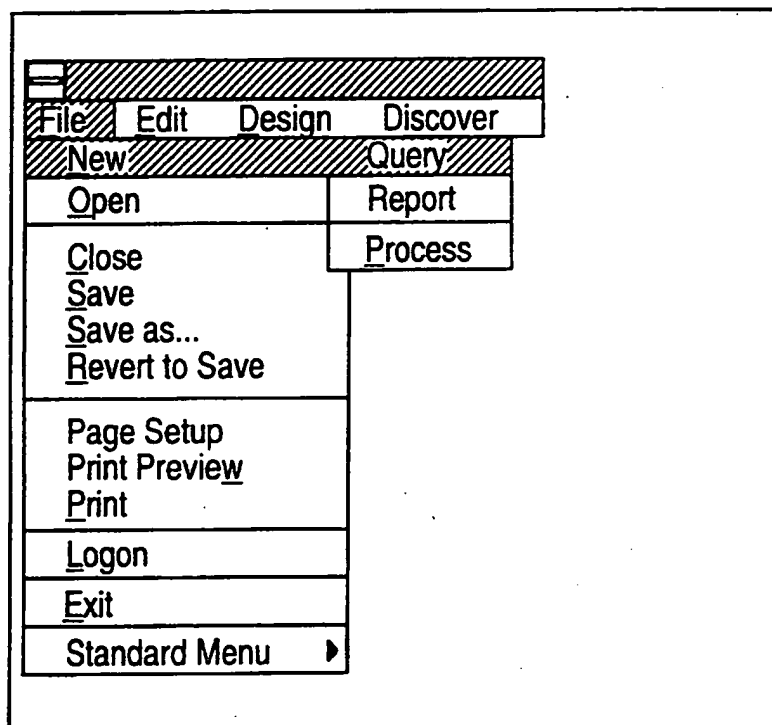 File Edit Design Discover
New Query
Open Report
Close Process
Save
Save as...
Revert to Save
Page Setup
Print Preview
Print
Logon
Exit
Standard Menu